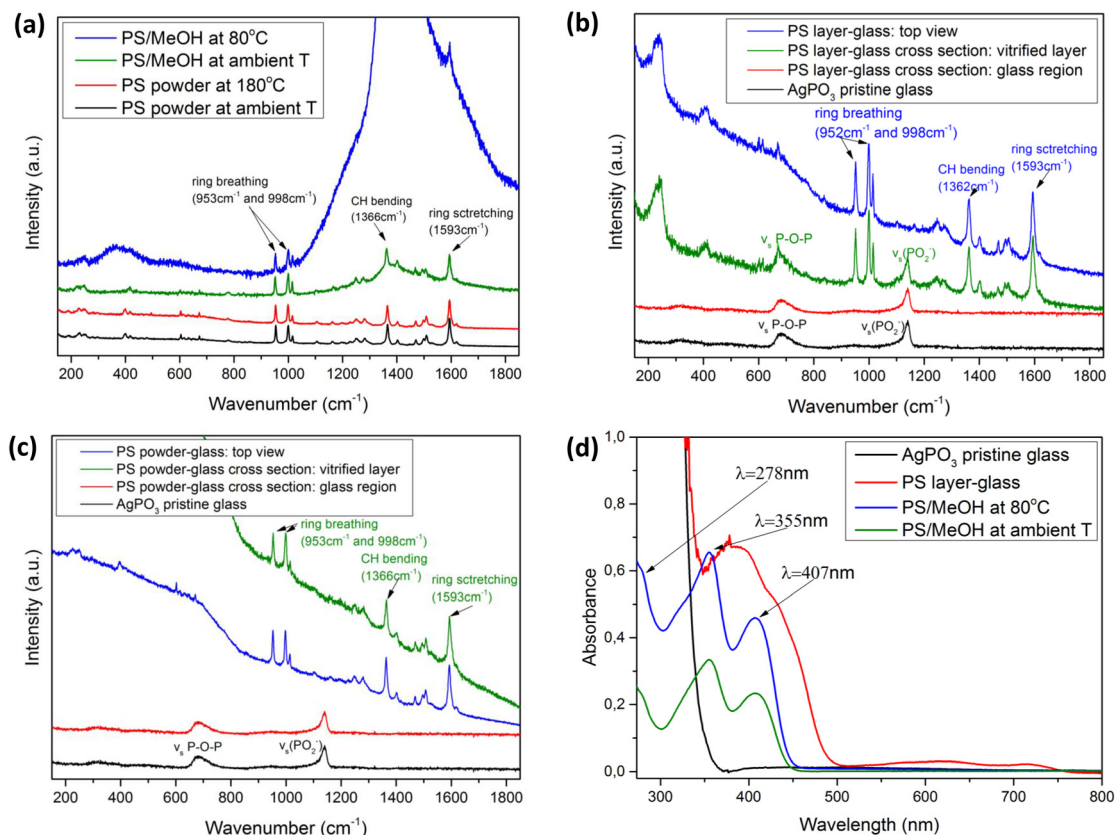 (a)
PS/MeOH at 80°C
PS/MeOH at ambient T
PS powder at 180°C
PS powder at ambient T
ring breathing
(953cm⁻¹ and 998cm⁻¹)
CH bending
(1366cm⁻¹)
ring sctretching
(1593cm⁻¹)
Intensity (a.u.)
200 400 600 800 1000 1200 1400 1600 1800
Wavenumber (cm⁻¹)
(b)
PS layer-glass: top view
PS layer-glass cross section: vitrified layer
PS layer-glass cross section: glass region
AgPO₃ pristine glass
ring breathing
(952cm⁻¹ and 998cm⁻¹)
CH bending
(1362cm⁻¹)
ring sctretching
(1593cm⁻¹)
νs P-O-P
νs(PO₂⁻)
νs P-O-P
νs(PO₂⁻)
Intensity (a.u.)
200 400 600 800 1000 1200 1400 1600 1800
Wavenumber (cm⁻¹)
(c)
PS powder-glass: top view
PS powder-glass cross section: vitrified layer
PS powder-glass cross section: glass region
AgPO₃ pristine glass
ring breathing
(953cm⁻¹ and 998cm⁻¹)
CH bending
(1366cm⁻¹)
ring sctretching
(1593cm⁻¹)
νs P-O-P
νs(PO₂⁻)
Intensity (a.u.)
200 400 600 800 1000 1200 1400 1600 1800
Wavenumber (cm⁻¹)
(d)
AgPO₃ pristine glass
PS layer-glass
PS/MeOH at 80°C
PS/MeOH at ambient T
λ=278nm
λ=355nm
λ=407nm
1,0
0,8
0,6
0,4
0,2
0,0
Absorbance
300 400 500 600 700 800
Wavelength (nm)